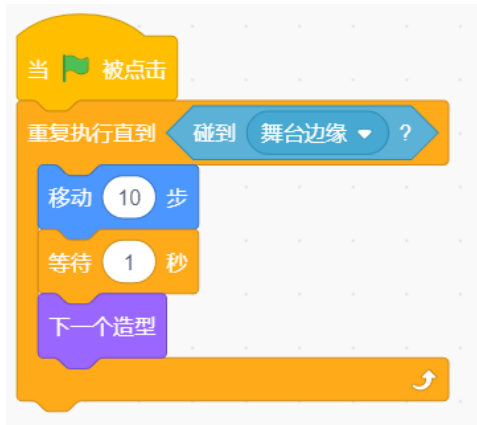 当 被点击
重复执行直到 碰到 舞台边缘 ?
移动 10 步
等待 1 秒
下一个造型